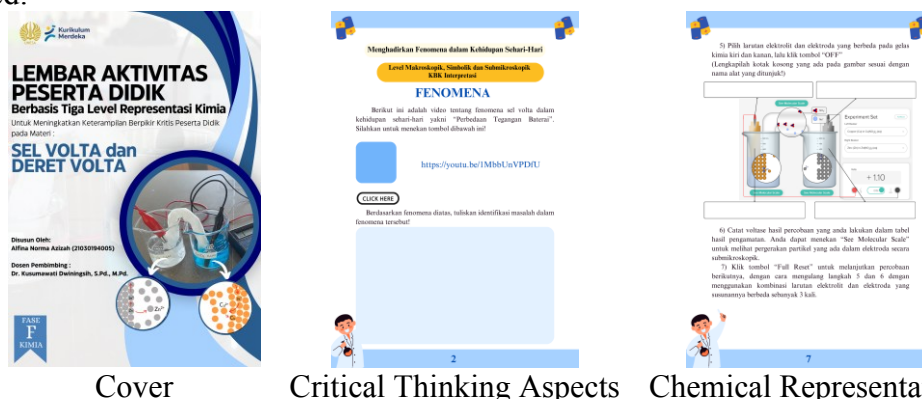 ed.
Kurikulum
Merdeka
LEMBAR AKTIVITAS
PESERTA DIDIK
Berbasis Tiga Level Representasi Kimia
Untuk Meningkatkan Keterampilan Berpikir Kritis Peserta Didik
pada Materi :
SEL VOLTA dan
DERET VOLTA
Disusun Oleh:
Alfina Norma Azizah (21030194005)
Dosen Pembimbing :
Dr. Kusumawati Dwiningsih, S.Pd., M.Pd.
FASE
F
KIMIA
Cover
Menghadirkan Fenomena dalam Kehidupan Sehari-Hari
Level Makroskopik, Simbolik dan Submikroskopik
KBK Interpretasi
FENOMENA
Berikut ini adalah video tentang fenomena sel volta dalam
kehidupan sehari-hari yakni “Perbedaan Tegangan Baterai”.
Silahkan untuk menekan tombol dibawah ini!
https://youtu.be/1MbbUnVPDfU
CLICK HERE
Berdasarkan fenomena diatas, tuliskan identifikasi masalah dalam
fenomena tersebut!
2
Critical Thinking Aspects
5) Pilih larutan elektrolit dan elektroda yang berbeda pada gelas
kimia kiri dan kanan, lalu klik tombol “OFF”
(Lengkapilah kotak kosong yang ada pada gambar sesuai dengan
nama alat yang ditunjuk!)
Experiment Set
+ 1.10
6) Catat voltase hasil percobaan yang anda lakukan dalam tabel
hasil pengamatan. Anda dapat menekan “See Molecular Scale”
untuk melihat pergerakan partikel yang ada dalam elektroda secara
submikroskopik.
7) Klik tombol “Full Reset” untuk melanjutkan percobaan
berikutnya, dengan cara mengulang langkah 5 dan 6 dengan
menggunakan kombinasi larutan elektrolit dan elektroda yang
susunannya berbeda sebanyak 3 kali.
7
Chemical Representa